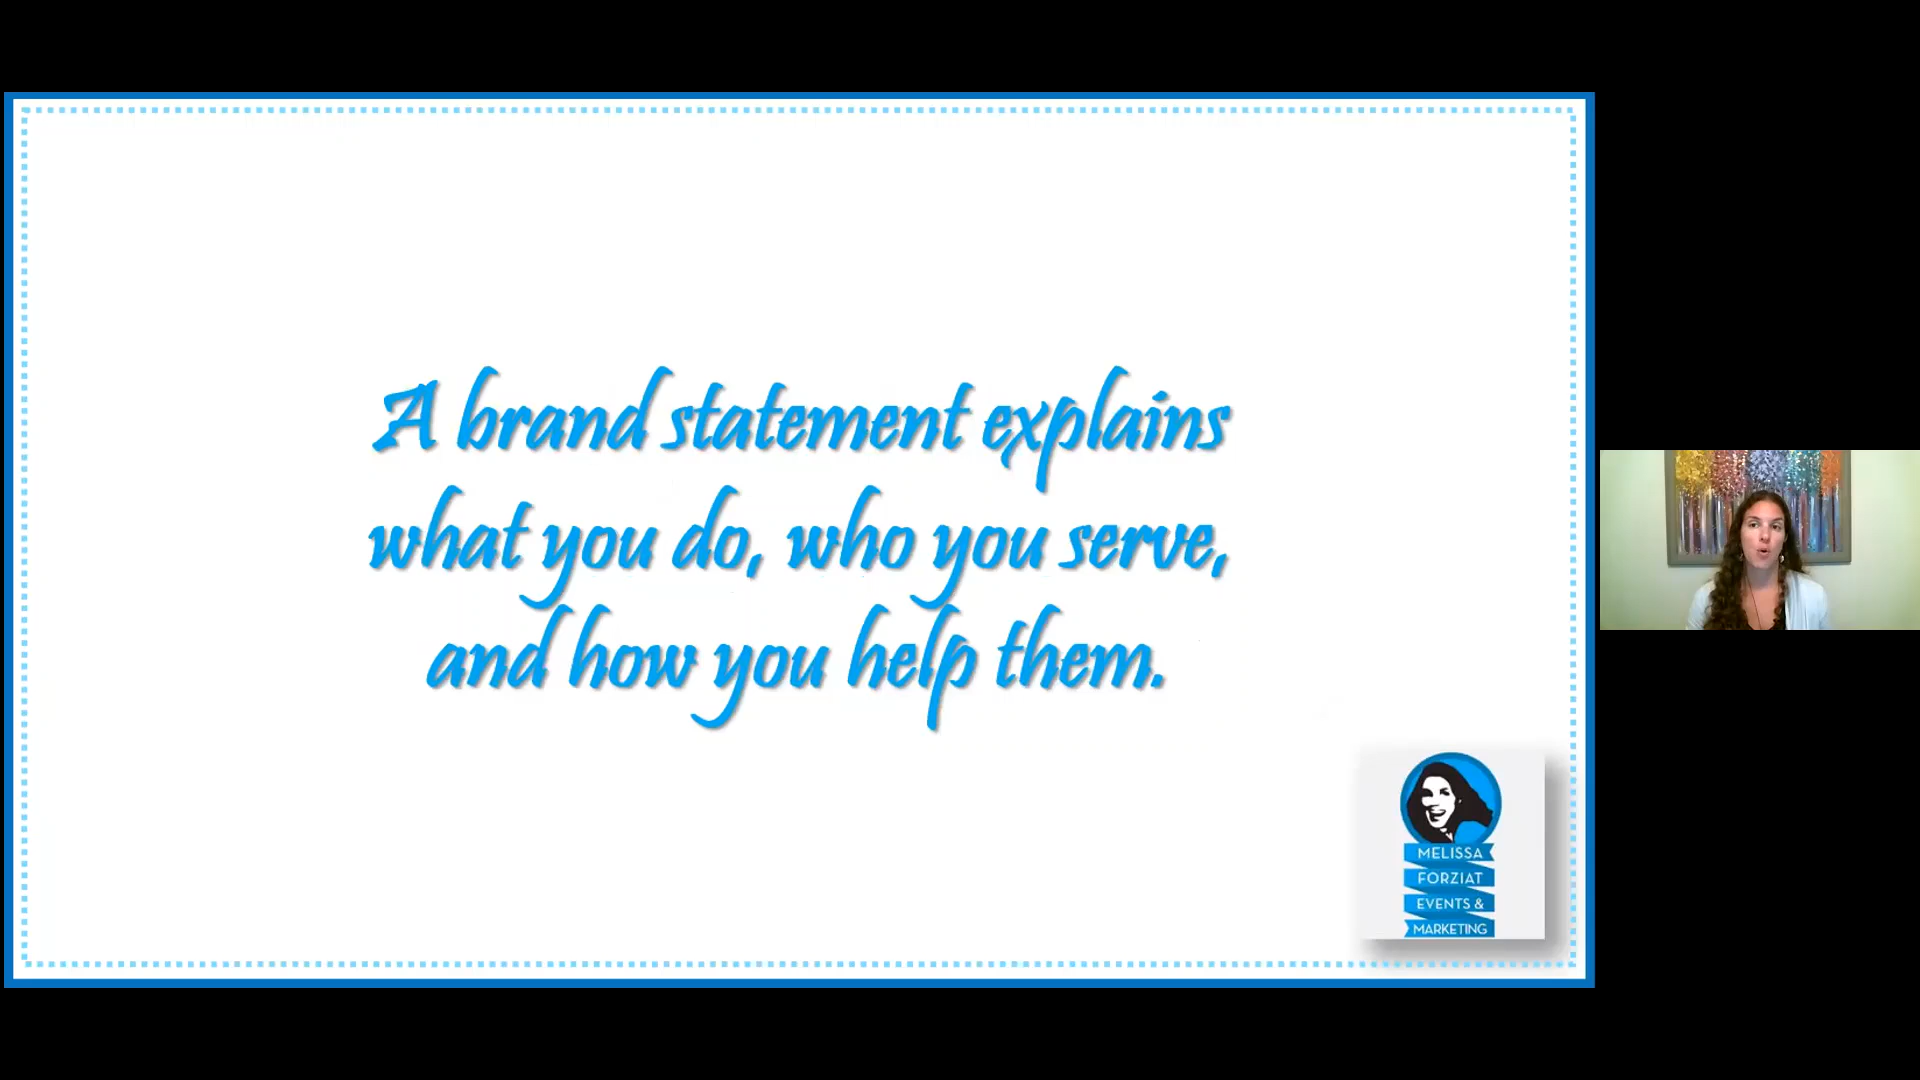 A brand statement explains
what you do, who you serve,
and how you help them.
MELISSA
FORZIAT
EVENTS &
MARKETING